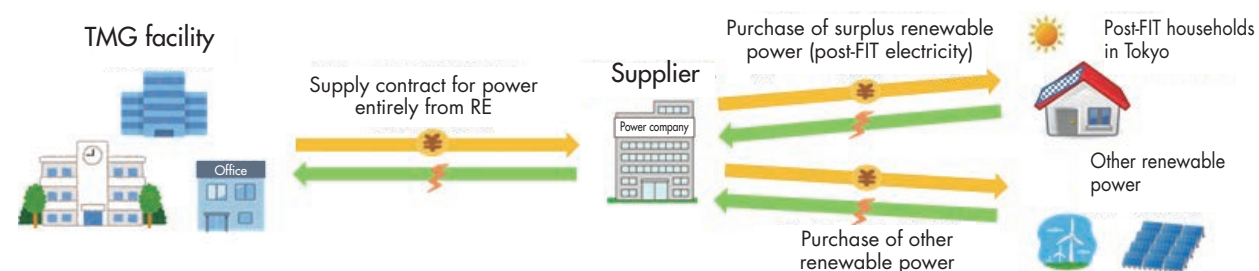 TMG facility
Office
Supply contract for power
entirely from RE
¥
Supplier
Power company
Purchase of surplus renewable
power (post-FIT electricity)
¥
Post-FIT households
in Tokyo
¥
Purchase of other
renewable power
Other renewable
power